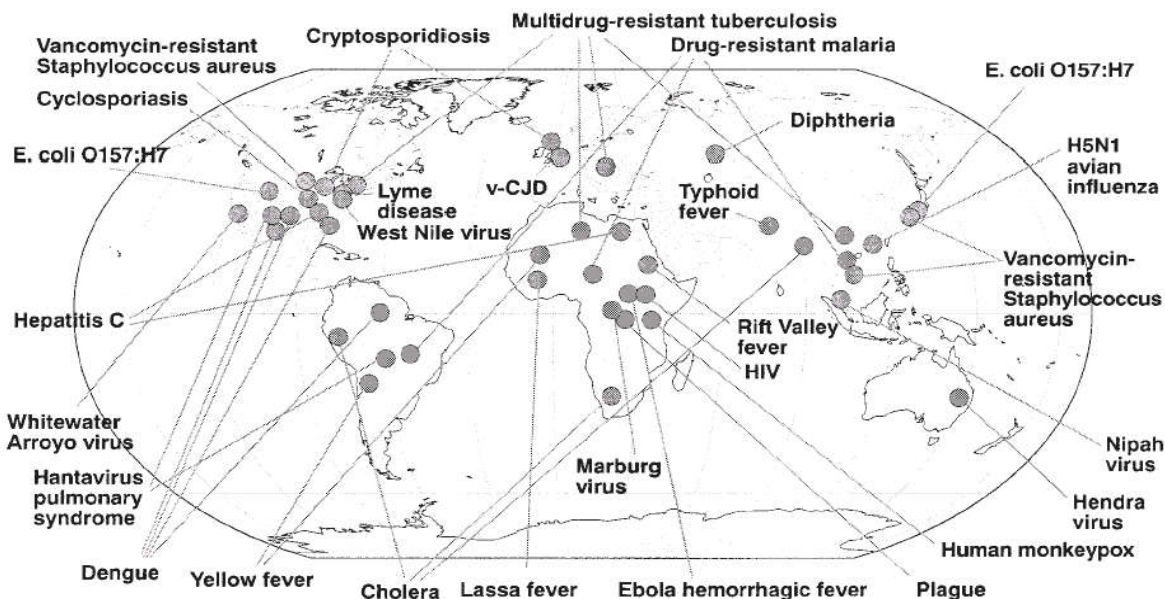 Multidrug-resistant tuberculosis
Cryptosporidiosis
Vancomycin-resistant
Staphylococcus aureus
Drug-resistant malaria
E. coli O157:H7
Cyclosporiasis
Diphtheria
E. coli O157:H7
H5N1
avian
influenza
v-CJD
Lyme
disease
West Nile virus
Typhoid
fever
Vancomycin-
resistant
Staphylococcus
aureus
Hepatitis C
Rift Valley
fever
HIV
Whitewater
Arroyo virus
Hantavirus
pulmonary
syndrome
Marburg
virus
Nipah
virus
Hendra
virus
Human monkeypox
Dengue
Yellow fever
Cholera
Lassa fever
Ebola hemorrhagic fever
Plague